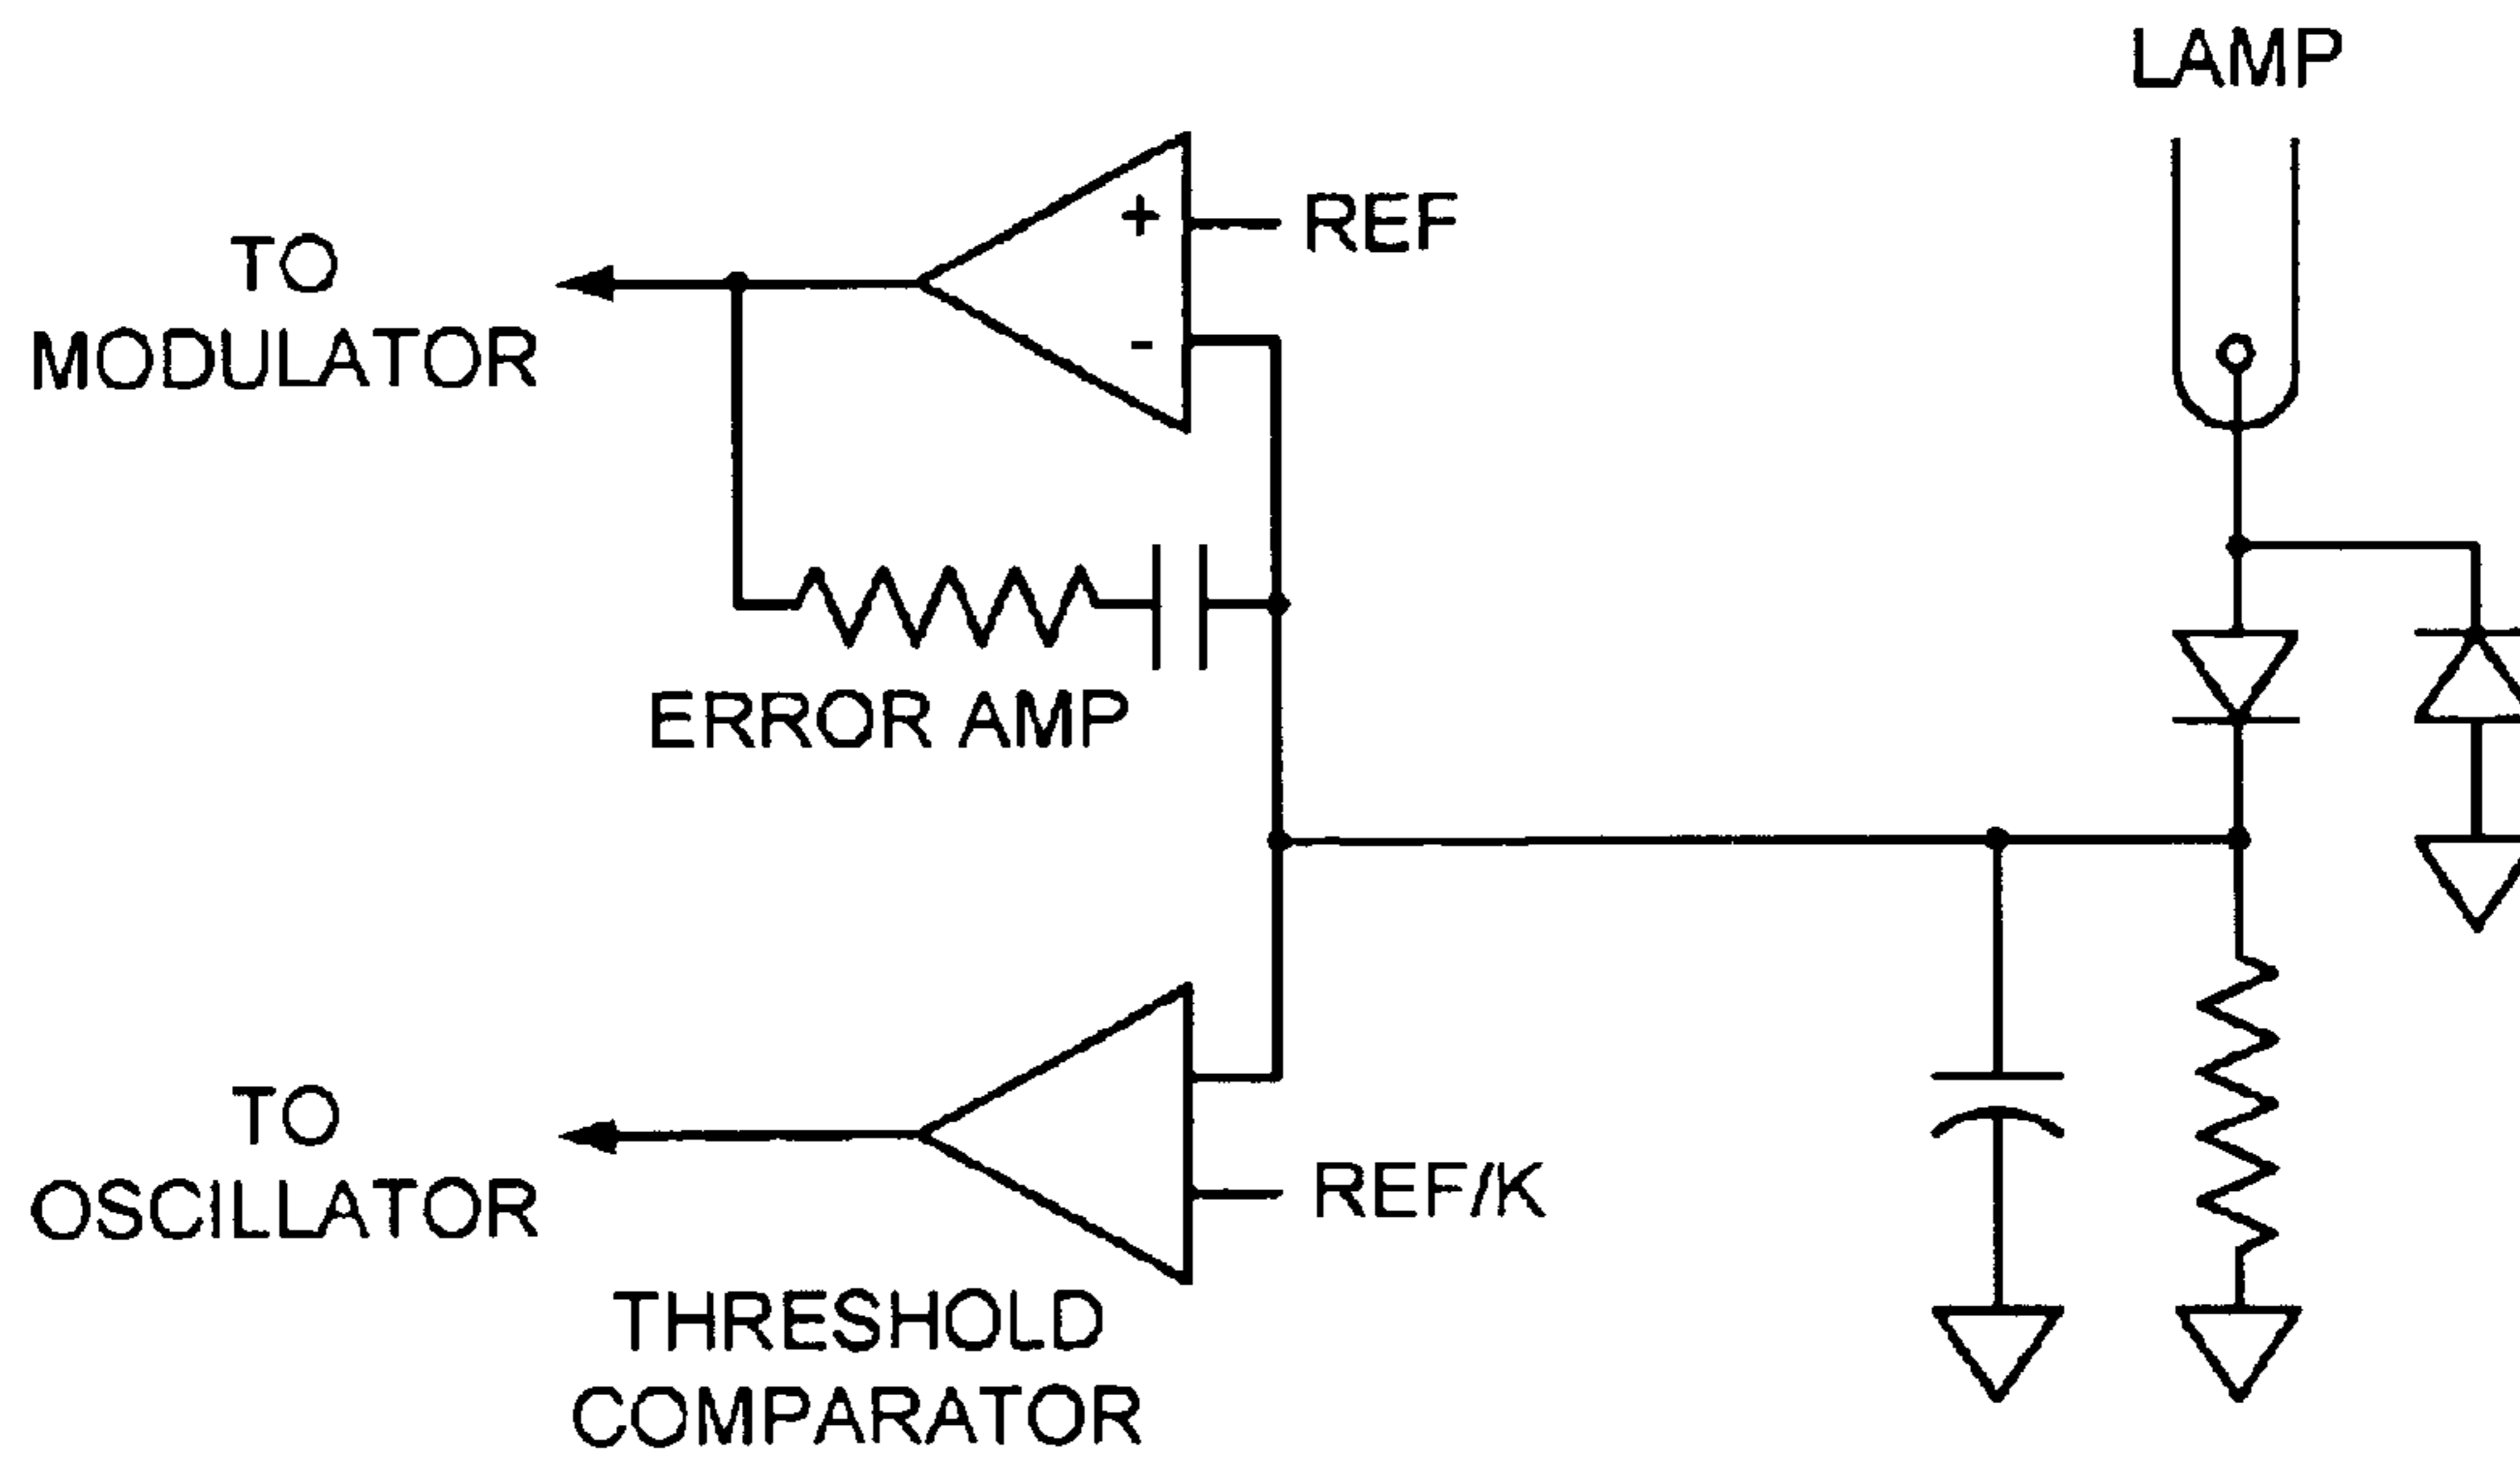 LAMP
+
REF
TO
MODULATOR
-
ERROR AMP
TO
OSCILLATOR
REF/K
THRESHOLD
COMPARATOR